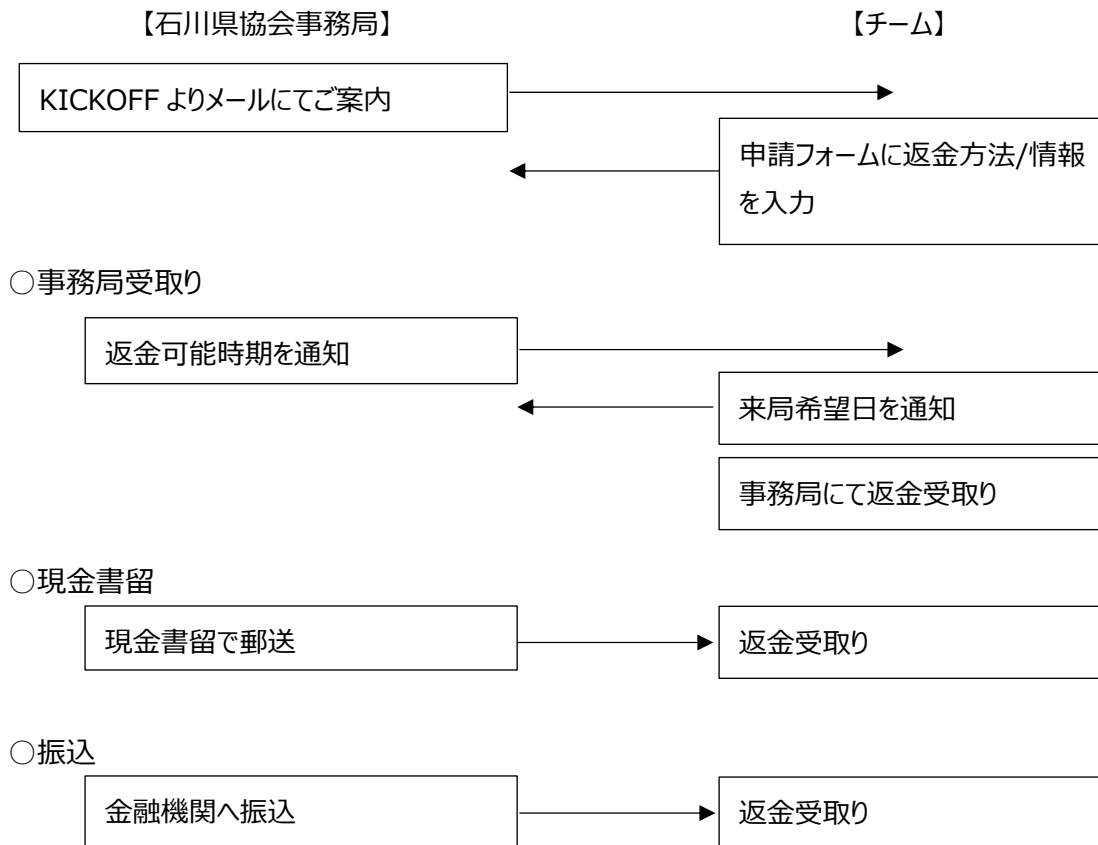 【石川県協会事務局】
【チーム】
KICKOFF よりメールにてご案内
申請フォームに返金方法/情報
を入力
○事務局受取り
返金可能時期を通知
来局希望日を通知
事務局にて返金受取り
○現金書留
現金書留で郵送
返金受取り
○振込
金融機関へ振込
返金受取り